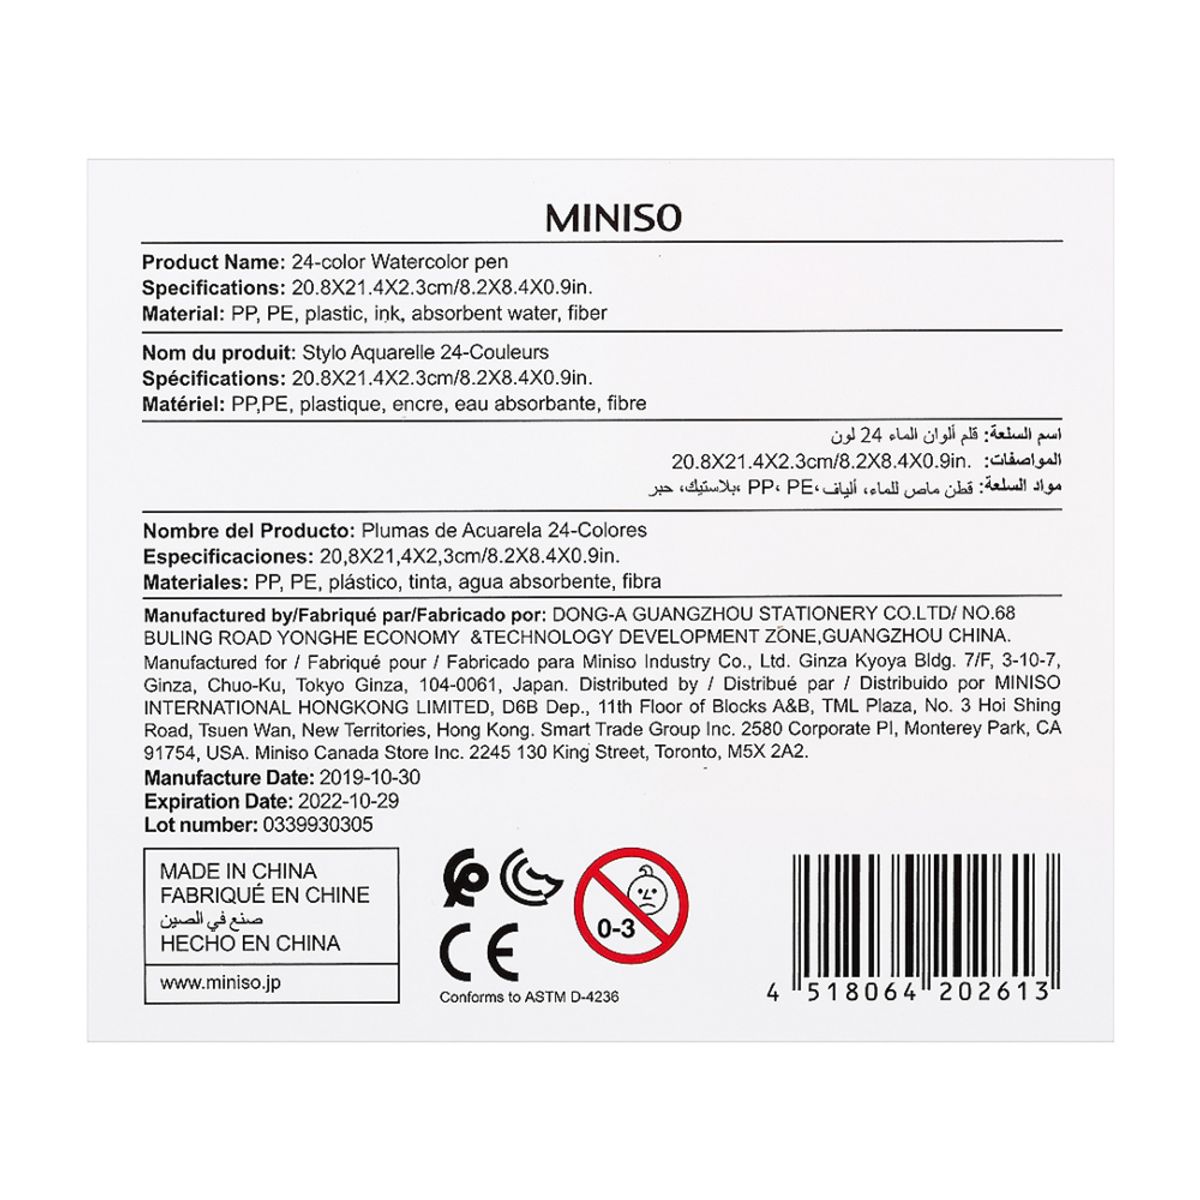 MINISO
Product Name: 24-color Watercolor pen
Specifications: 20.8X21.4X2.3cm/8.2X8.4X0.9in.
Material: PP, PE, plastic, ink, absorbent water, fiber
Nom du produit: Stylo Aquarelle 24-Couleurs
Spécifications: 20.8X21.4X2.3cm/8.2X8.4X0.9in.
Matériel: PP,PE, plastique, encre, eau absorbante, fibre
اسم السلعة: قلم ألوان الماء 24 لون
المواصفات: 20.8X21.4X2.3cm/8.2X8.4X0.9in.
مواد السلعة: قطن ماص للماء، ألياف، PP، PE، بلاستيك، حبر
Nombre del Producto: Plumas de Acuarela 24-Colores
Especificaciones: 20,8X21,4X2,3cm/8.2X8.4X0.9in.
Materiales: PP, PE, plástico, tinta, agua absorbente, fibra
Manufactured by/Fabriqué par/Fabricado por: DONG-A GUANGZHOU STATIONERY CO.LTD/ NO.68
BULING ROAD YONGHE ECONOMY &TECHNOLOGY DEVELOPMENT ZONE,GUANGZHOU CHINA.
Manufactured for / Fabriqué pour / Fabricado para Miniso Industry Co., Ltd. Ginza Kyoya Bldg. 7/F, 3-10-7,
Ginza, Chuo-Ku, Tokyo Ginza, 104-0061, Japan. Distributed by / Distribué par / Distribuido por MINISO
INTERNATIONAL HONGKONG LIMITED, D6B Dep., 11th Floor of Blocks A&B, TML Plaza, No. 3 Hoi Shing
Road, Tsuen Wan, New Territories, Hong Kong. Smart Trade Group Inc. 2580 Corporate Pl, Monterey Park, CA
91754, USA. Miniso Canada Store Inc. 2245 130 King Street, Toronto, M5X 2A2.
Manufacture Date: 2019-10-30
Expiration Date: 2022-10-29
Lot number: 0339930305
MADE IN CHINA
FABRIQUÉ EN CHINE
صنع في الصين
HECHO EN CHINA
www.miniso.jp
CE
Conforms to ASTM D-4236
0-3
4 518064 202613